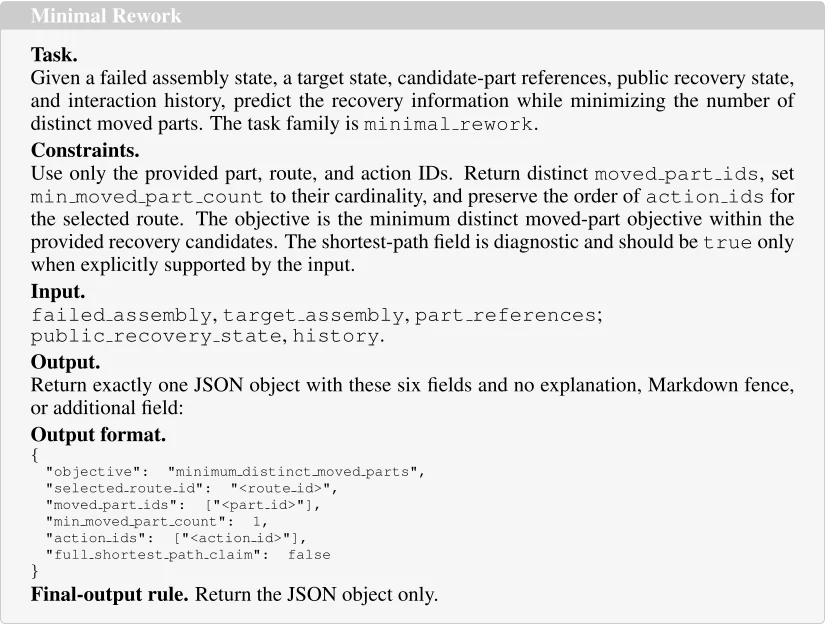 Minimal Rework
Task.
Given a failed assembly state, a target state, candidate-part references, public recovery state,
and interaction history, predict the recovery information while minimizing the number of
distinct moved parts. The task family is minimal_rework.
Constraints.
Use only the provided part, route, and action IDs. Return distinct moved_part_ids, set
min_moved_part_count to their cardinality, and preserve the order of action_ids for
the selected route. The objective is the minimum distinct moved-part objective within the
provided recovery candidates. The shortest-path field is diagnostic and should be true only
when explicitly supported by the input.
Input.
failed_assembly, target_assembly, part_references;
public_recovery_state, history.
Output.
Return exactly one JSON object with these six fields and no explanation, Markdown fence,
or additional field:
Output format.
{
  "objective":  "minimum_distinct_moved_parts",
  "selected_route_id":  "<route_id>",
  "moved_part_ids":  ["<part_id>"],
  "min_moved_part_count":  1,
  "action_ids":  ["<action_id>"],
  "full_shortest_path_claim":  false
}
Final-output rule. Return the JSON object only.